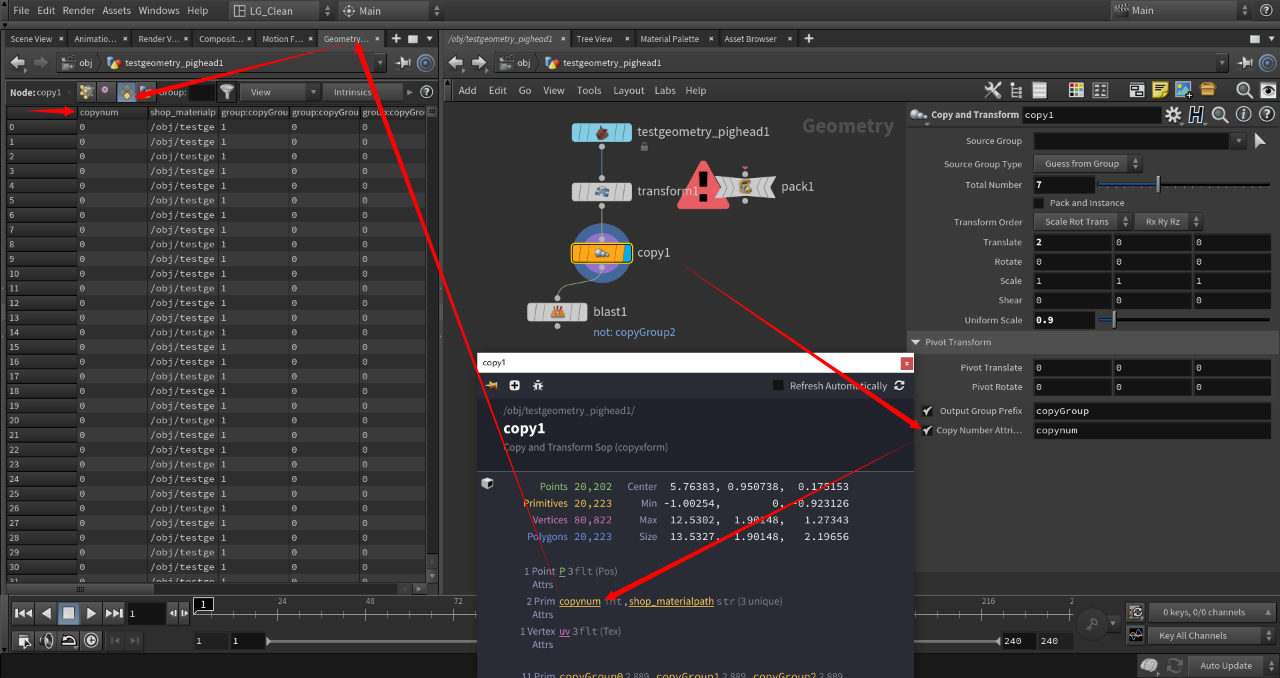 File Edit Render Assets Windows Help LG_Clean Main Main
Scene View Animatio... Render V... Composit... Motion F... Geometry...
/obj/testgeometry_pighead1 Tree View Material Palette Asset Browser
obj testgeometry_pighead1
obj testgeometry_pighead1
Node: copy1 Group: View Intrinsics
Add Edit Go View Tools Layout Labs Help
copynum shop_materialp group:copyGrou group:copyGrou group:copyGro
0 0 /obj/testge 1 0 0
1 0 /obj/testge 1 0 0
2 0 /obj/testge 1 0 0
3 0 /obj/testge 1 0 0
4 0 /obj/testge 1 0 0
5 0 /obj/testge 1 0 0
6 0 /obj/testge 1 0 0
7 0 /obj/testge 1 0 0
8 0 /obj/testge 1 0 0
9 0 /obj/testge 1 0 0
10 0 /obj/testge 1 0 0
11 0 /obj/testge 1 0 0
12 0 /obj/testge 1 0 0
13 0 /obj/testge 1 0 0
14 0 /obj/testge 1 0 0
15 0 /obj/testge 1 0 0
16 0 /obj/testge 1 0 0
17 0 /obj/testge 1 0 0
18 0 /obj/testge 1 0 0
19 0 /obj/testge 1 0 0
20 0 /obj/testge 1 0 0
21 0 /obj/testge 1 0 0
22 0 /obj/testge 1 0 0
23 0 /obj/testge 1 0 0
24 0 /obj/testge 1 0 0
25 0 /obj/testge 1 0 0
26 0 /obj/testge 1 0 0
27 0 /obj/testge 1 0 0
28 0 /obj/testge 1 0 0
29 0 /obj/testge 1 0 0
30 0 /obj/testge 1 0 0
31 0 /obj/testge 1 0 0
Geometry
testgeometry_pighead1
transform1
pack1
copy1
blast1
not: copyGroup2
Copy and Transform copy1
Source Group
Source Group Type Guess from Group
Total Number 7
Pack and Instance
Transform Order Scale Rot Trans Rx Ry Rz
Translate 2 0 0
Rotate 0 0 0
Scale 1 1 1
Shear 0 0 0
Uniform Scale 0.9
Pivot Transform
Pivot Translate 0 0 0
Pivot Rotate 0 0 0
Output Group Prefix copyGroup
Copy Number Attri... copynum
copy1
Refresh Automatically
/obj/testgeometry_pighead1/
copy1
Copy and Transform Sop (copyxform)
Points 20,202 Center 5.76383, 0.950738, 0.175153
Primitives 20,223 Min -1.00254, 0, -0.923126
Vertices 80,822 Max 12.5302, 1.90148, 1.27343
Polygons 20,223 Size 13.5327, 1.90148, 2.19656
1 Point P 3flt (Pos)
Attrs
2 Prim copynum int, shop_materialpath str (3 unique)
Attrs
1 Vertex uv 3flt (Tex)
Attrs
11 Prim copyGroup0 2,889, copyGroup1 2,889, copyGroup2 2,889,
1 1 24 48 72 216 2
0 keys, 0/0 channels
1 1 240 240
Key All Channels
Auto Update